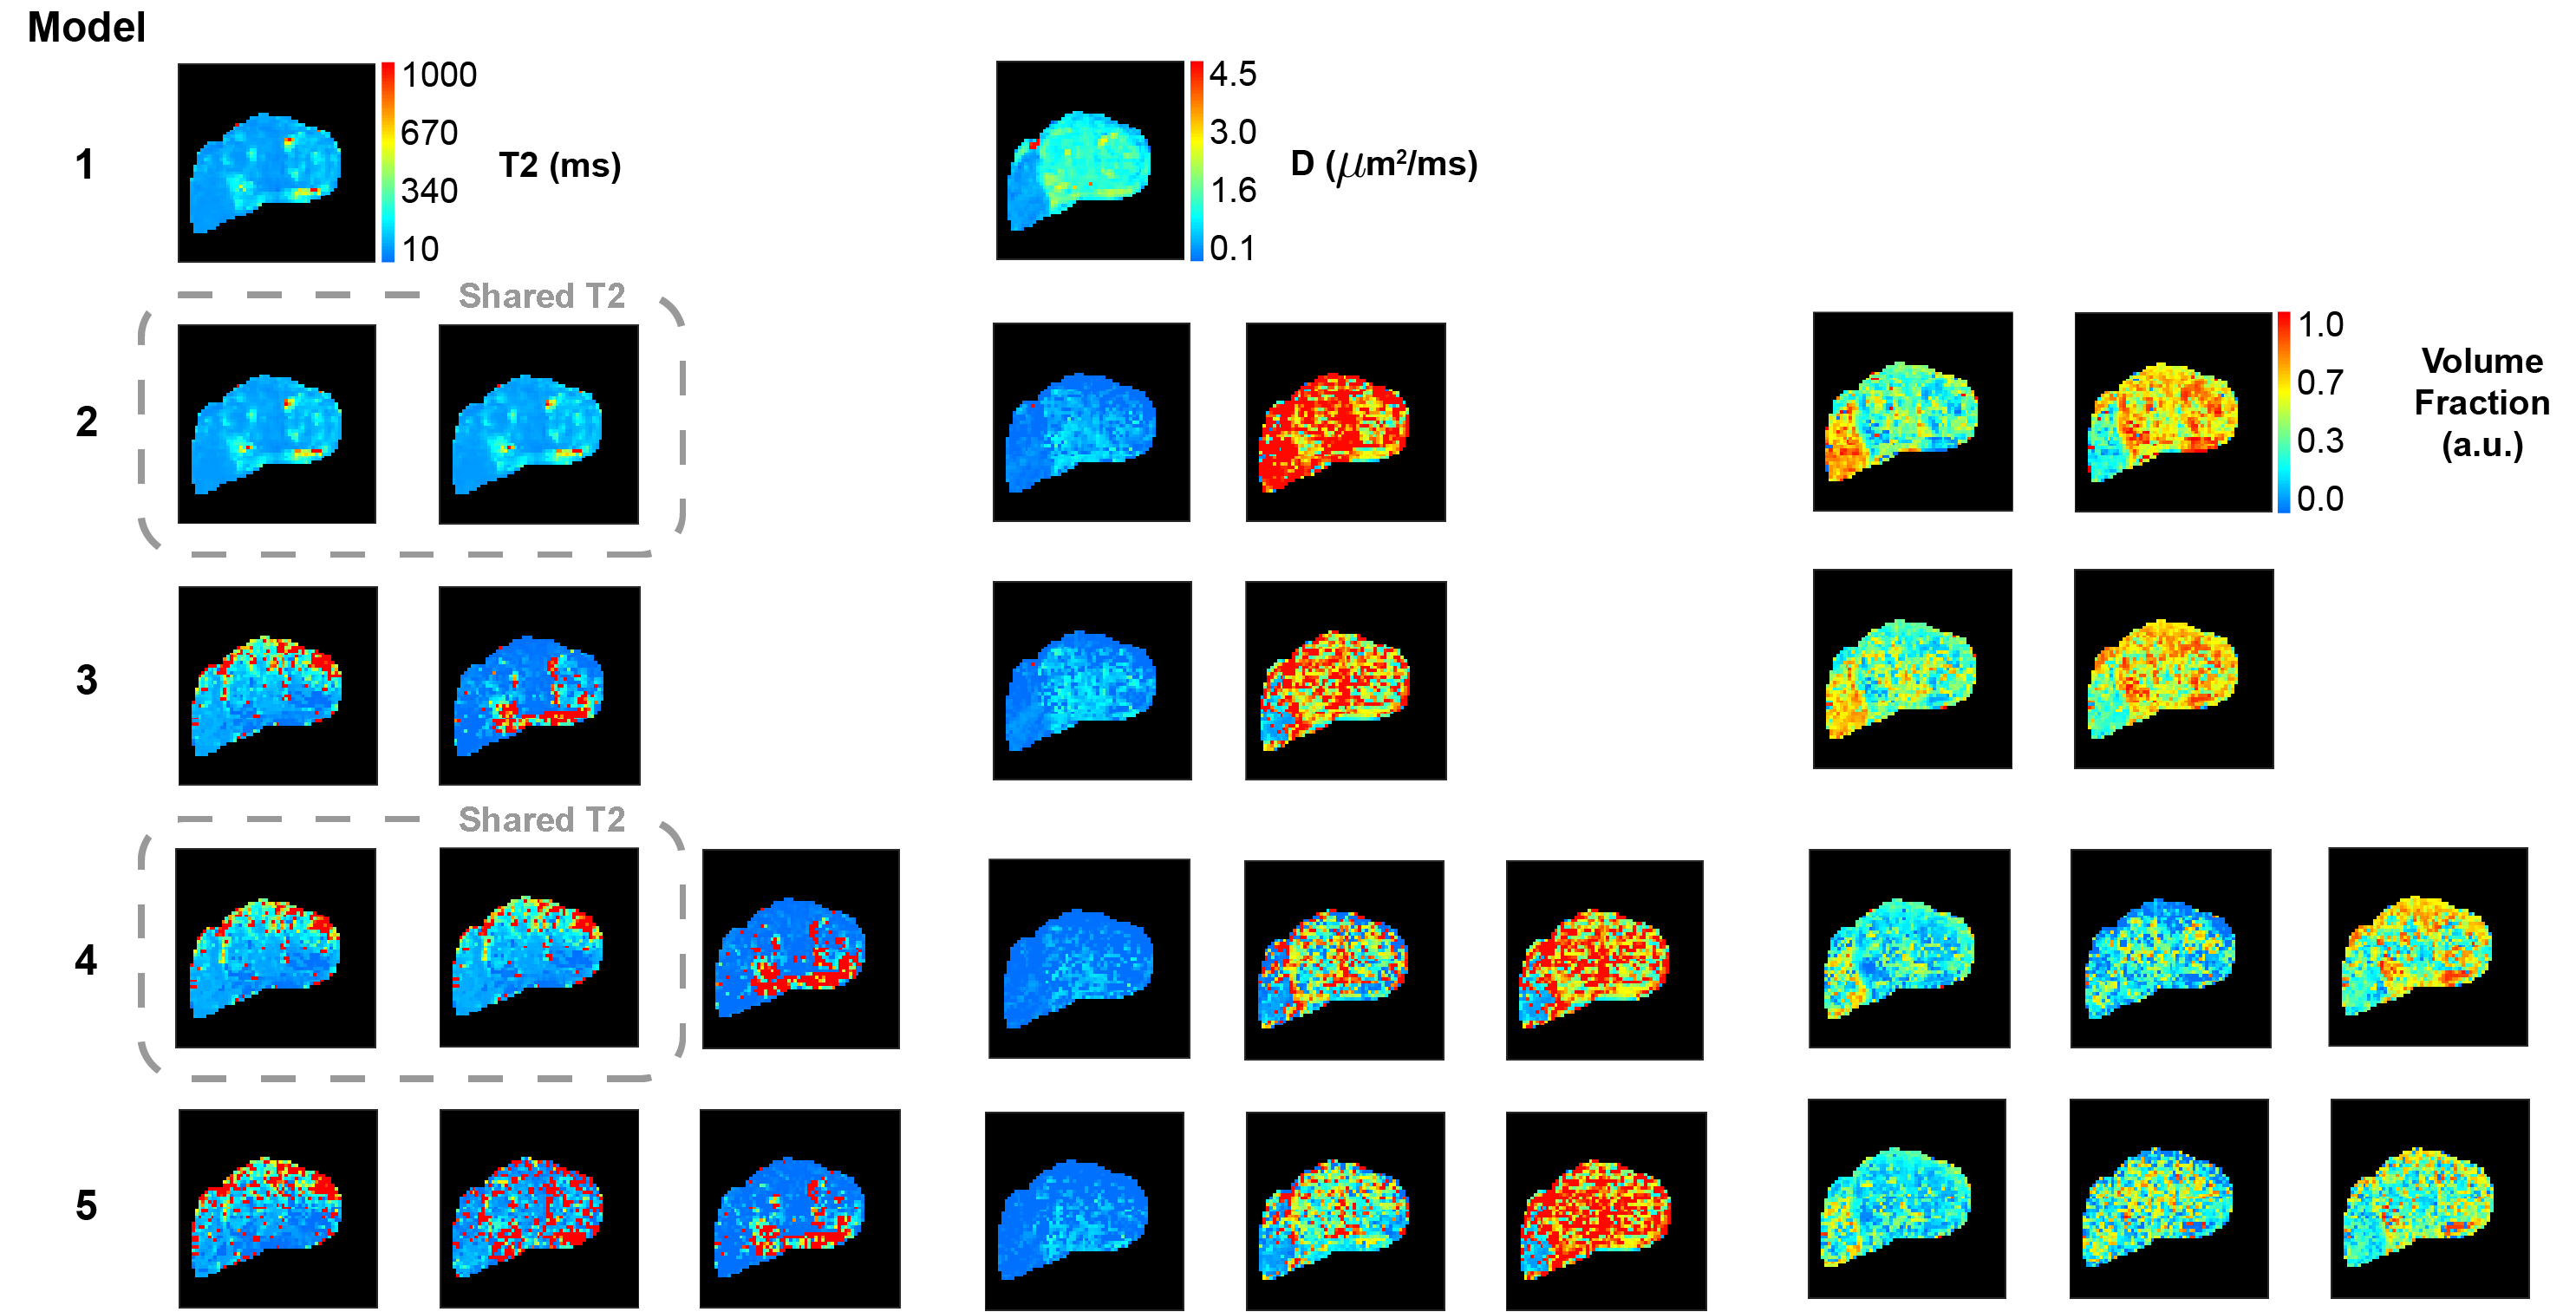 Model
1
1000
670
340
10
T2 (ms)
4.5
3.0
1.6
0.1
D (μm²/ms)
Shared T2
2
1.0
0.7
0.3
0.0
Volume
Fraction
(a.u.)
3
Shared T2
4
5